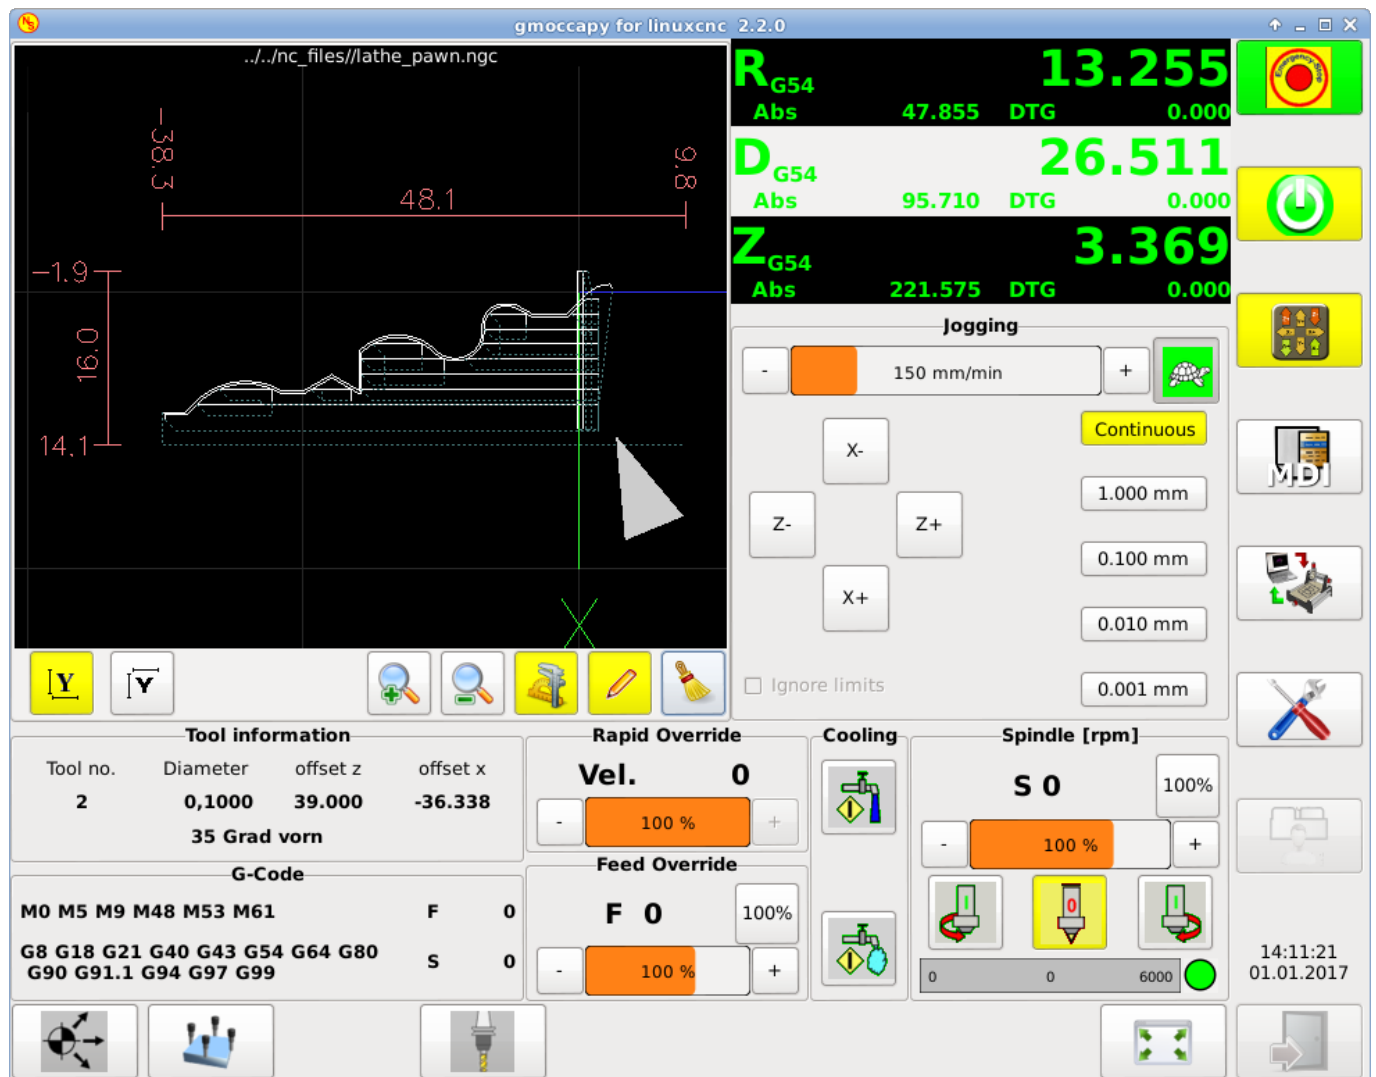 gmoccapy for linuxcnc 2.2.0
../../nc_files//lathe_pawn.ngc
-38.3
9.8
48.1
-1.9
16.0
14.1
R G54 13.255
Abs 47.855 DTG 0.000
D G54 26.511
Abs 95.710 DTG 0.000
Z G54 3.369
Abs 221.575 DTG 0.000
Emergency-Stop
Jogging
- 150 mm/min +
Continuous
X-
1.000 mm
Z- Z+
0.100 mm
X+
0.010 mm
Ignore limits
0.001 mm
MDI
X
Y Y
Tool information
Tool no. Diameter offset z offset x
2 0,1000 39.000 -36.338
35 Grad vorn
G-Code
M0 M5 M9 M48 M53 M61 F 0
G8 G18 G21 G40 G43 G54 G64 G80
G90 G91.1 G94 G97 G99
S 0
Rapid Override
Vel. 0
- 100 % +
Feed Override
F 0 100%
- 100 % +
Cooling
Spindle [rpm]
S 0 100%
- 100 % +
I 0 I
0 0 6000
14:11:21
01.01.2017